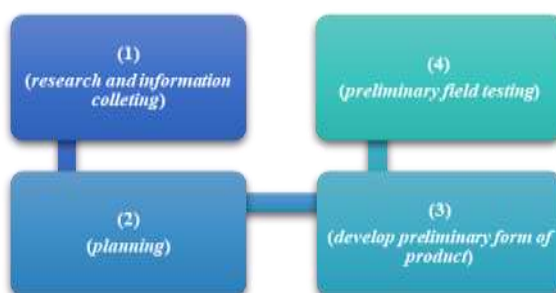 (1)
(research and information
colleting)
(2)
(planning)
(3)
(develop preliminary form of
product)
(4)
(preliminary field testing)